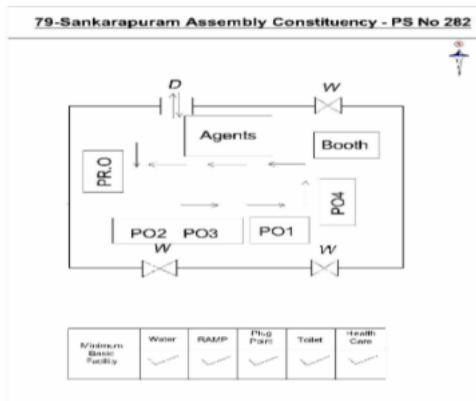 79-Sankarapuram Assembly Constituency - PS No 282
D
W
Agents
Booth
PR.O
PO4
PO2 PO3 PO1
W W
Minimum Basic Facility
Water
RAMP
Plug Point
Toilet
Health Care